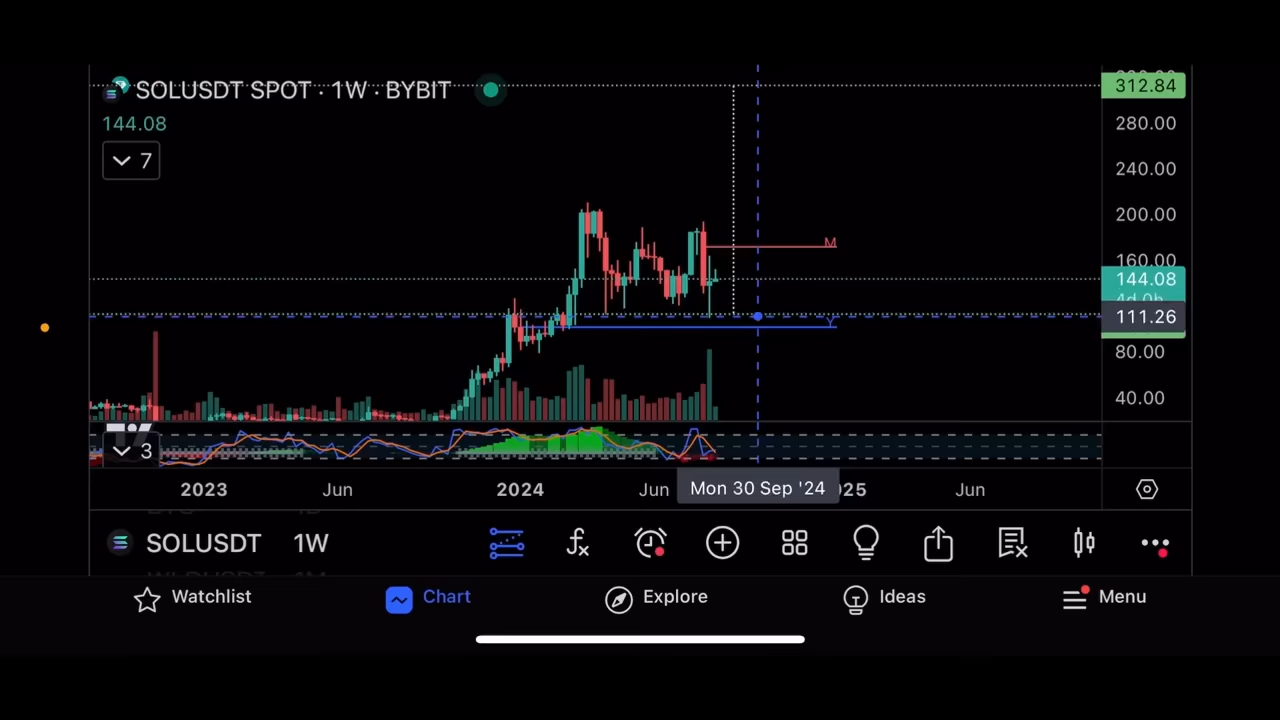 SOLUSDT SPOT · 1W · BYBIT
144.08
7
312.84
280.00
240.00
200.00
M
160.00
144.08
4d 0h
111.26
Y
80.00
40.00
3
2023
Jun
2024
Jun
Mon 30 Sep '24
25
Jun
SOLUSDT 1W
Watchlist
Chart
Explore
Ideas
Menu